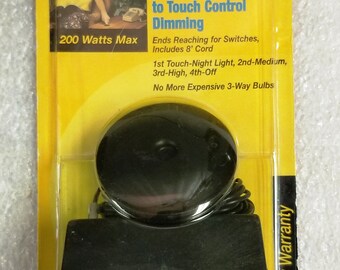 to Touch Control
Dimming
200 Watts Max
Ends Reaching for Switches,
Includes 8' Cord
1st Touch-Night Light, 2nd-Medium,
3rd-High, 4th-Off
No More Expensive 3-Way Bulbs
Warranty